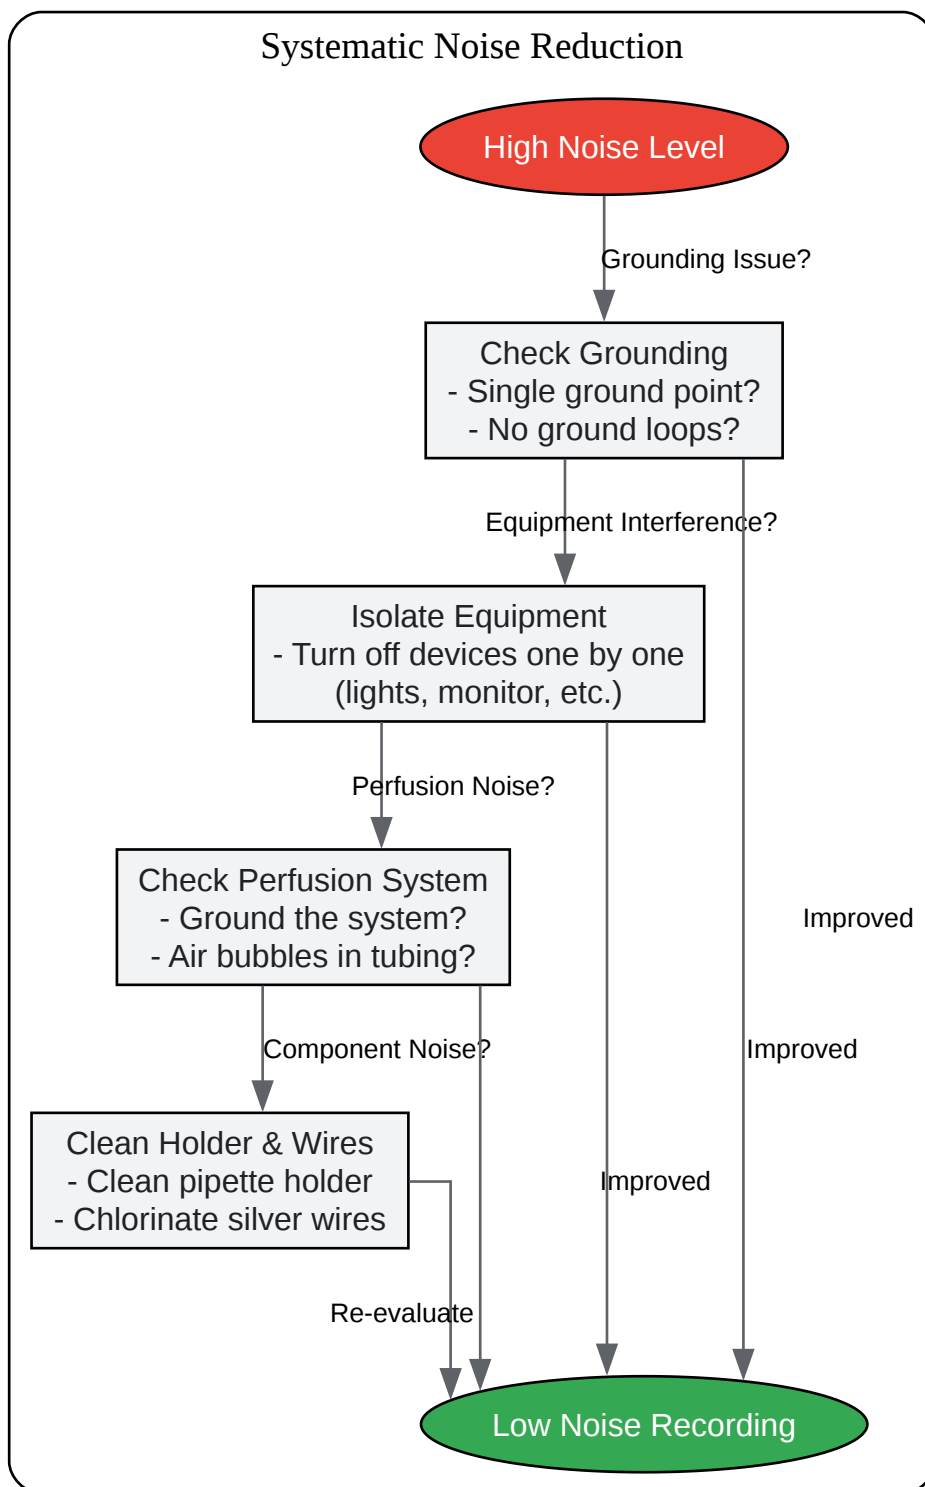 Systematic Noise Reduction
High Noise Level
Grounding Issue?
Check Grounding
- Single ground point?
- No ground loops?
Equipment Interference?
Isolate Equipment
- Turn off devices one by one
(lights, monitor, etc.)
Perfusion Noise?
Check Perfusion System
- Ground the system?
- Air bubbles in tubing?
Improved
Component Noise?
Improved
Clean Holder & Wires
- Clean pipette holder
- Chlorinate silver wires
Improved
Re-evaluate
Low Noise Recording